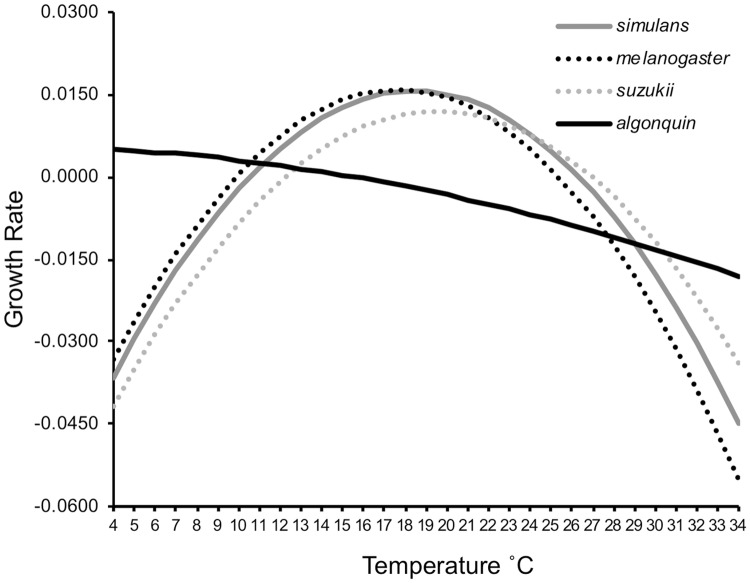 0.0300
simulans
melanogaster
0.0150
suzukii
algonquin
0.0000
-0.0150
-0.0300
-0.0450
-0.0600
Growth Rate
4 5 6 7 8 9 10 11 12 13 14 15 16 17 18 19 20 21 22 23 24 25 26 27 28 29 30 31 32 33 34
Temperature ˚C